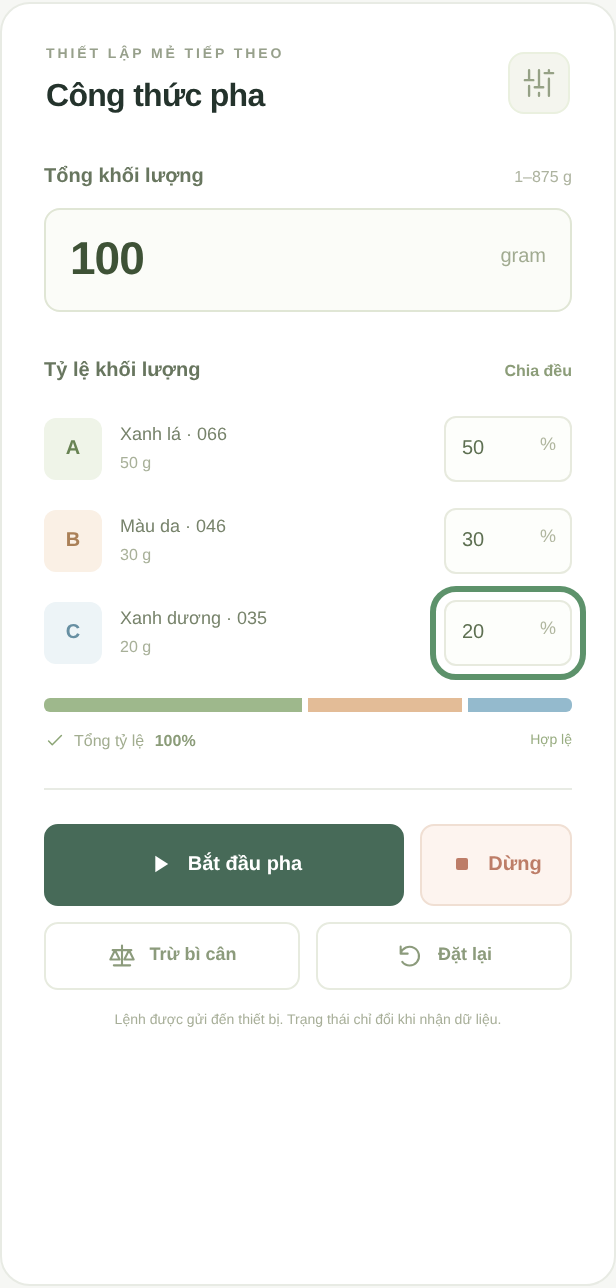 THIẾT LẬP MẺ TIẾP THEO
Công thức pha
Tổng khối lượng
1–875 g
100
gram
Tỷ lệ khối lượng
Chia đều
A
Xanh lá · 066
50 g
50 %
B
Màu da · 046
30 g
30 %
C
Xanh dương · 035
20 g
20 %
Tổng tỷ lệ 100%
Hợp lệ
Bắt đầu pha
Dừng
Trừ bì cân
Đặt lại
Lệnh được gửi đến thiết bị. Trạng thái chỉ đổi khi nhận dữ liệu.